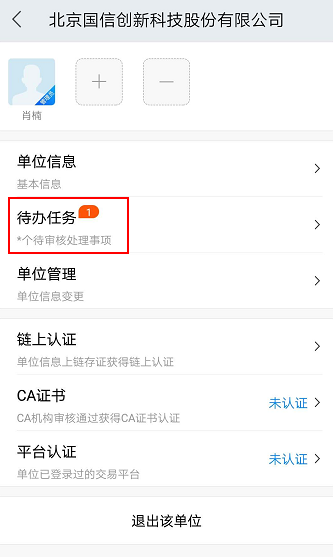 北京国信创新科技股份有限公司
管理员
肖楠
单位信息
基本信息
待办任务 1
*个待审核处理事项
单位管理
单位信息变更
链上认证
单位信息上链存证获得链上认证
CA证书 未认证
CA机构审核通过获得CA证书认证
平台认证 未认证
单位已登录过的交易平台
退出该单位